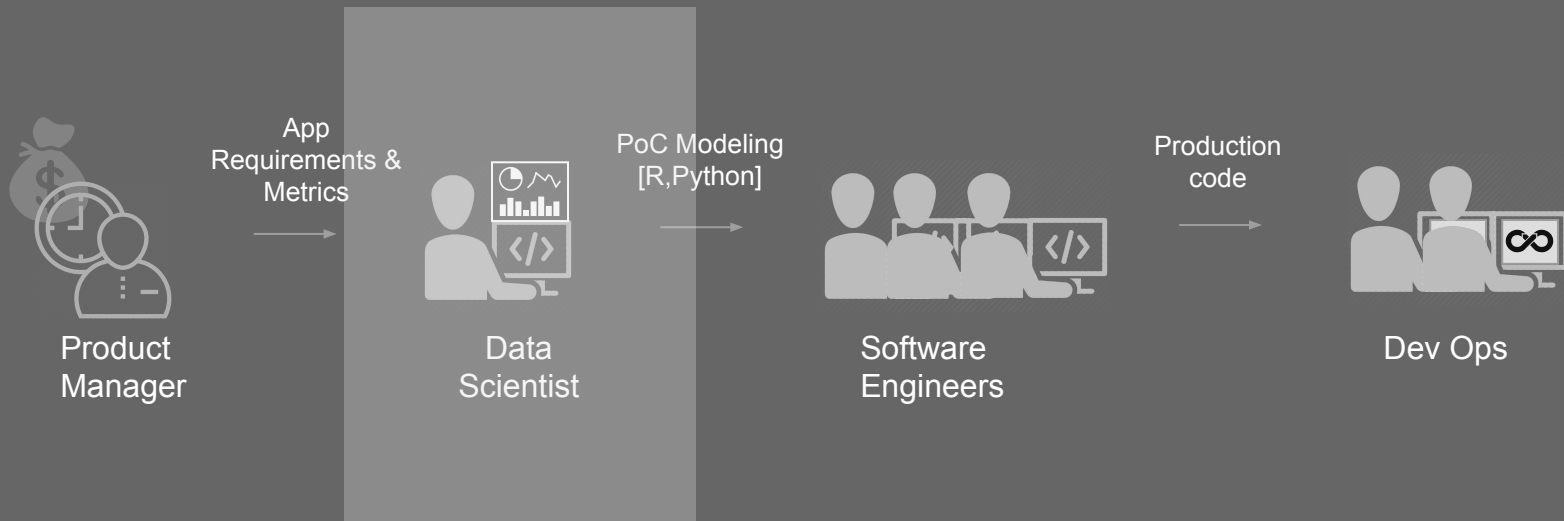 App
Requirements &
Metrics
PoC Modeling
[R,Python]
Production
code
$
</>
</>
</>
Product
Manager
Data
Scientist
Software
Engineers
Dev Ops